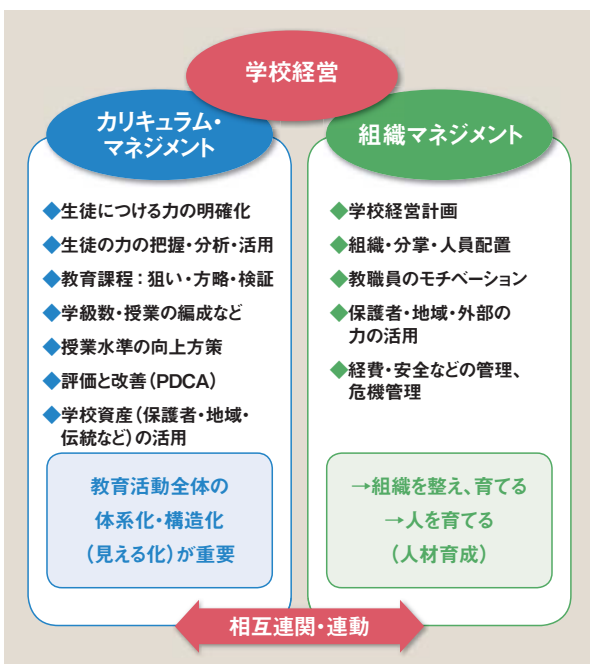 学校経営
カリキュラム・
マネジメント
◆生徒につける力の明確化
◆生徒の力の把握・分析・活用
◆教育課程：狙い・方略・検証
◆学級数・授業の編成など
◆授業水準の向上方策
◆評価と改善（PDCA）
◆学校資産（保護者・地域・
伝統など）の活用
教育活動全体の
体系化・構造化
（見える化）が重要
組織マネジメント
◆学校経営計画
◆組織・分掌・人員配置
◆教職員のモチベーション
◆保護者・地域・外部の
力の活用
◆経費・安全などの管理、
危機管理
→組織を整え、育てる
→人を育てる
（人材育成）
相互連関・連動